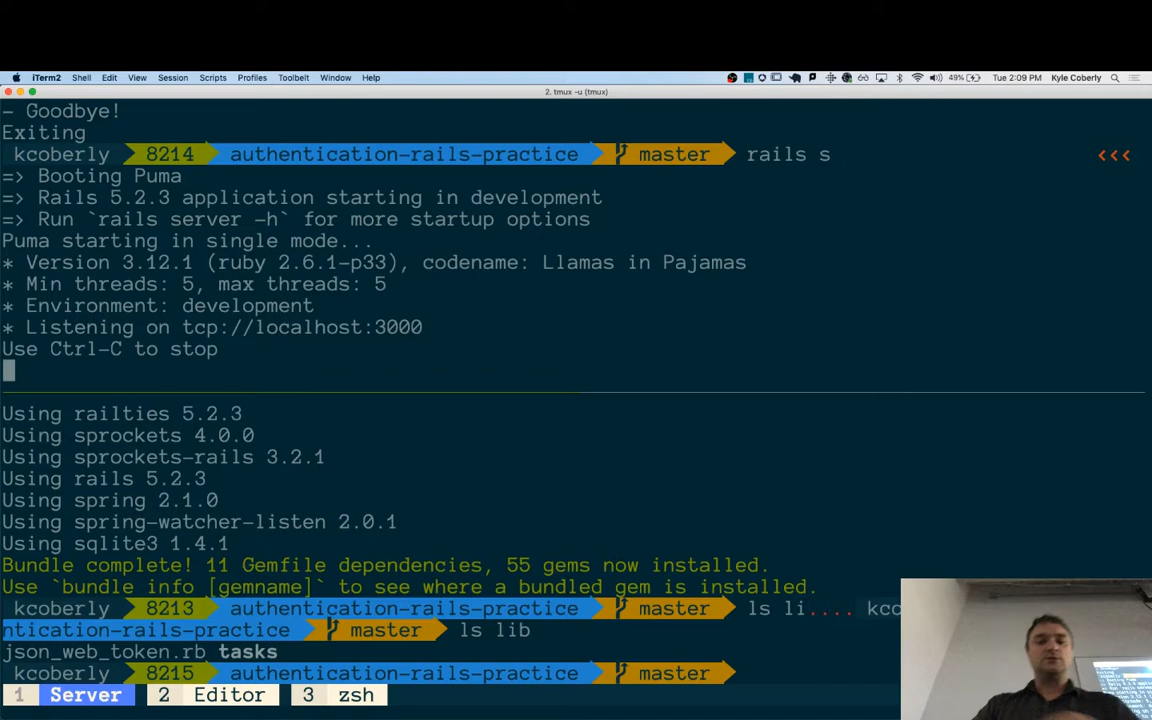 iTerm2 Shell Edit View Session Scripts Profiles Toolbelt Window Help 49% Tue 2:09 PM Kyle Coberly
2. tmux -u (tmux)
- Goodbye!
Exiting
kcoberly 8214 authentication-rails-practice master rails s <<<
=> Booting Puma
=> Rails 5.2.3 application starting in development
=> Run `rails server -h` for more startup options
Puma starting in single mode...
* Version 3.12.1 (ruby 2.6.1-p33), codename: Llamas in Pajamas
* Min threads: 5, max threads: 5
* Environment: development
* Listening on tcp://localhost:3000
Use Ctrl-C to stop
Using railties 5.2.3
Using sprockets 4.0.0
Using sprockets-rails 3.2.1
Using rails 5.2.3
Using spring 2.1.0
Using spring-watcher-listen 2.0.1
Using sqlite3 1.4.1
Bundle complete! 11 Gemfile dependencies, 55 gems now installed.
Use `bundle info [gemname]` to see where a bundled gem is installed.
kcoberly 8213 authentication-rails-practice master ls li.... kco
ntication-rails-practice master ls lib
json_web_token.rb tasks
kcoberly 8215 authentication-rails-practice master
1 Server 2 Editor 3 zsh